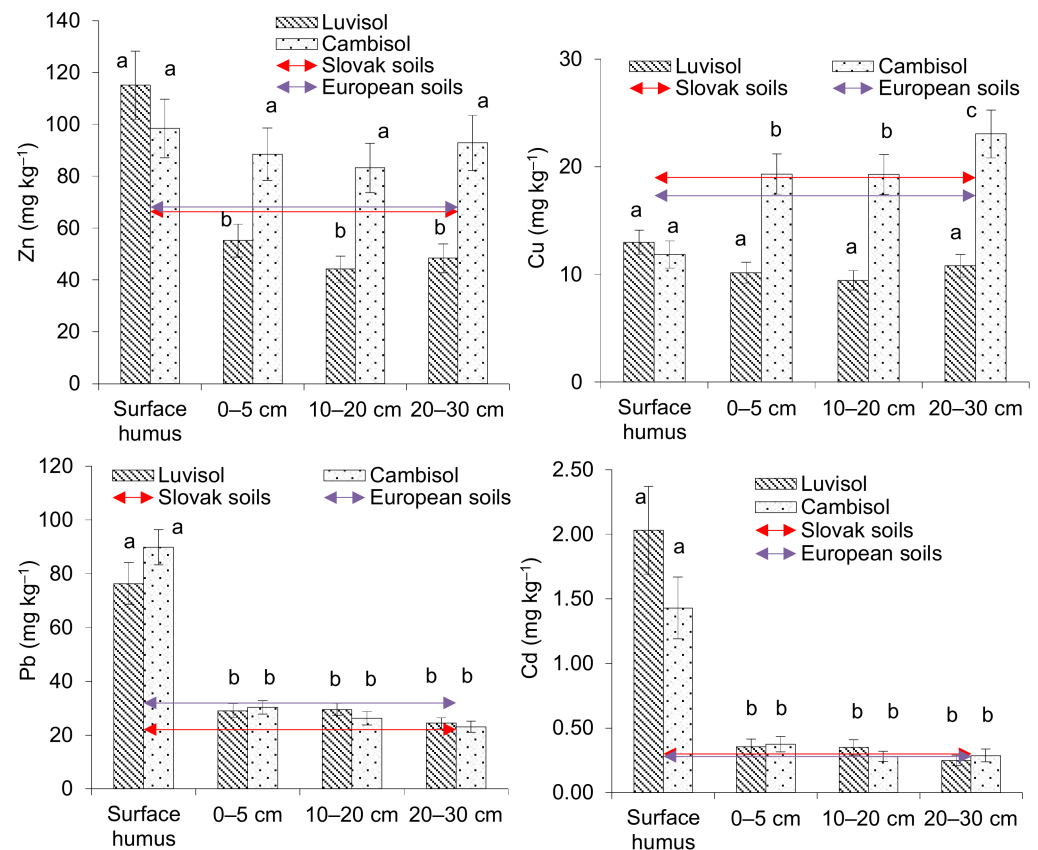 140
120
100
80
60
40
20
0
Zn (mg kg⁻¹)
Luvisol
Cambisol
Slovak soils
European soils
a
a
b
a
b
a
b
a
Surface humus
0–5 cm
10–20 cm
20–30 cm
30
20
10
0
Cu (mg kg⁻¹)
Luvisol
Cambisol
Slovak soils
European soils
a
a
a
b
a
b
a
c
Surface humus
0–5 cm
10–20 cm
20–30 cm
120
100
80
60
40
20
0
Pb (mg kg⁻¹)
Luvisol
Cambisol
Slovak soils
European soils
a
a
b
b
b
b
b
b
Surface humus
0–5 cm
10–20 cm
20–30 cm
2.50
2.00
1.50
1.00
0.50
0.00
Cd (mg kg⁻¹)
Luvisol
Cambisol
Slovak soils
European soils
a
a
b
b
b
b
b
b
Surface humus
0–5 cm
10–20 cm
20–30 cm